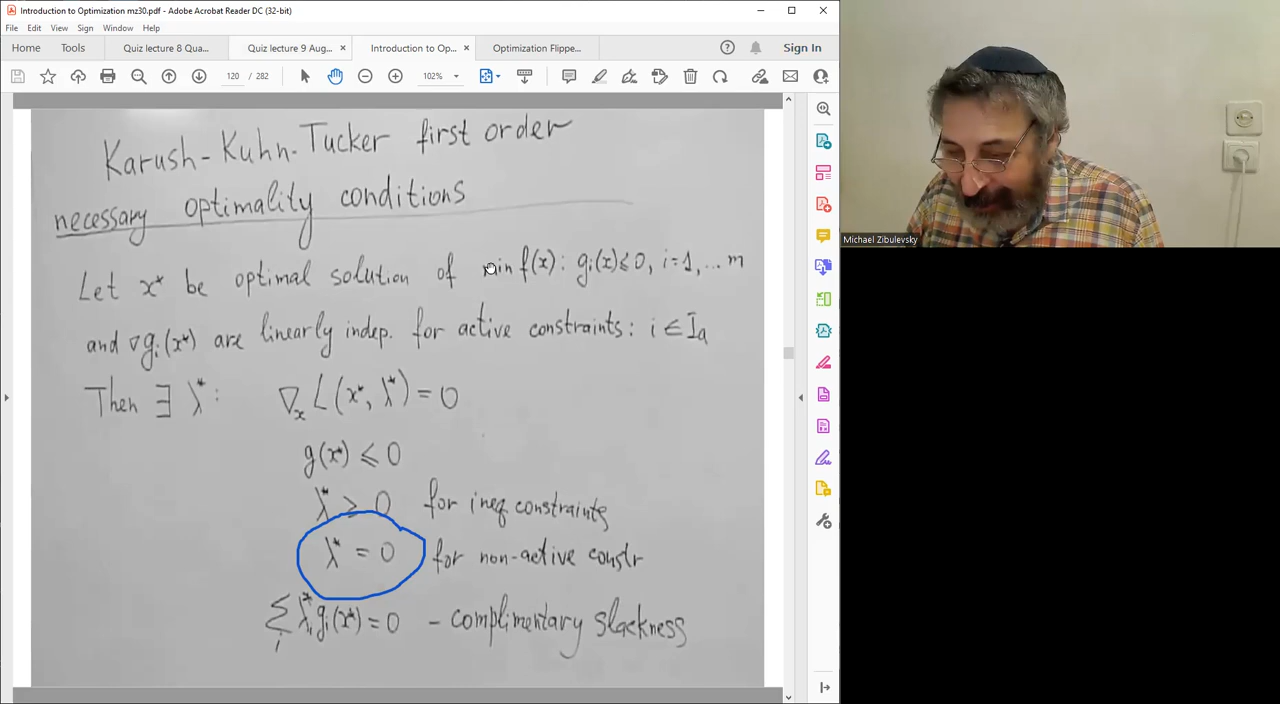 Introduction to Optimization mz30.pdf - Adobe Acrobat Reader DC (32-bit)
File Edit View Sign Window Help
Home Tools Quiz lecture 8 Qua... Quiz lecture 9 Aug... × Introduction to Op... × Optimization Flippe... Sign In
120 / 282 102%
Karush-Kuhn-Tucker first order
necessary optimality conditions
Let x* be optimal solution of min f(x): gi(x)≤0, i=1,...m
and ∇gi(x*) are linearly indep. for active constraints: i ∈ Ia
Then ∃ λ*: ∇x L(x*, λ*) = 0
g(x*) ≤ 0
λ* ≥ 0 for ineq constraints
λ* = 0 for non-active constr
∑i λi* gi(x*) = 0 - complimentary slackness
Michael Zibulevsky